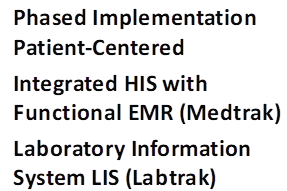 Phased Implementation
Patient-Centered
Integrated HIS with
Functional EMR (Medtrak)
Laboratory Information
System LIS (Labtrak)